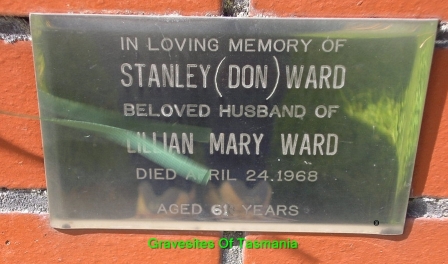 IN LOVING MEMORY OF
STANLEY (DON) WARD
BELOVED HUSBAND OF
LILLIAN MARY WARD
DIED APRIL 24.1968
AGED 61 YEARS
Gravesites Of Tasmania